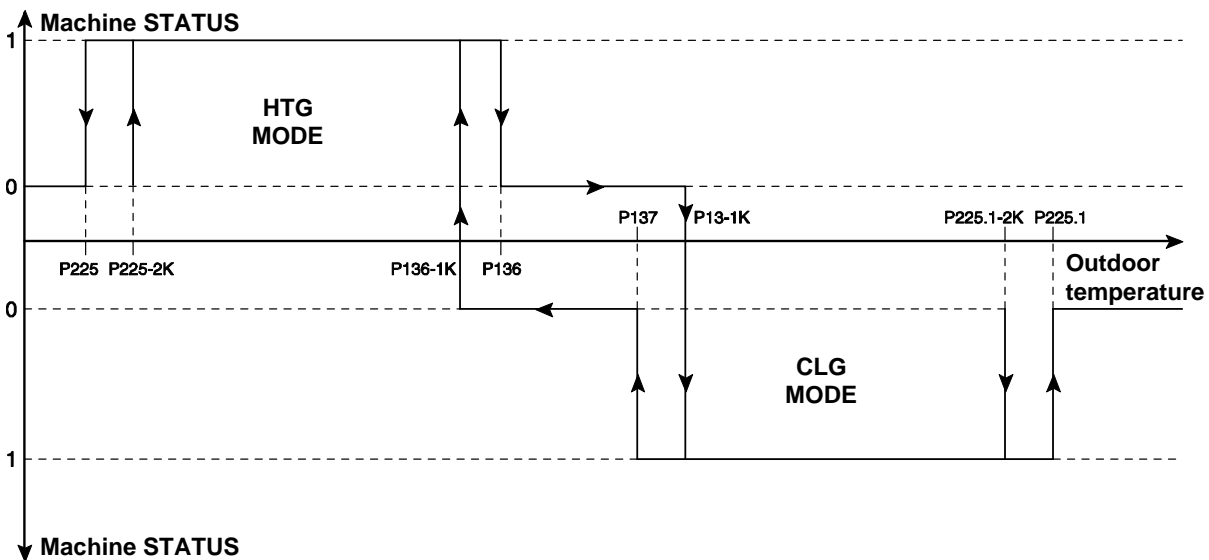 Machine STATUS
1
HTG
MODE
0
P137
P13-1K
P225.1-2K
P225.1
P225
P225-2K
P136-1K
P136
Outdoor
temperature
0
CLG
MODE
1
Machine STATUS